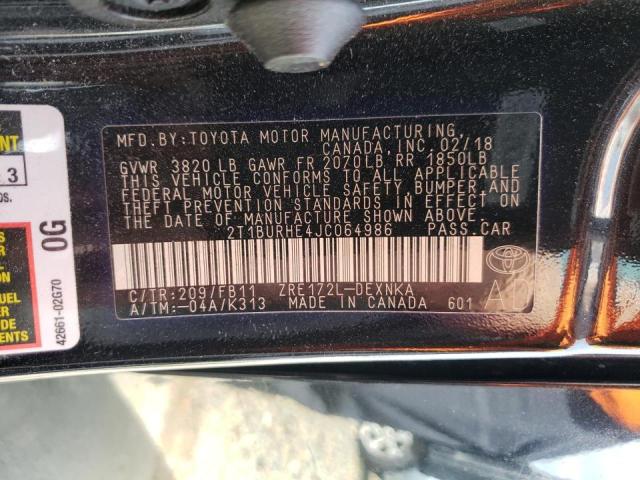 MFD.BY:TOYOTA MOTOR MANUFACTURING,
CANADA,INC.02/18
GVWR 3820 LB GAWR FR 2070LB RR 1850LB
THIS VEHICLE CONFORMS TO ALL APPLICABLE
FEDERAL MOTOR VEHICLE SAFETY, BUMPER,AND
THEFT PREVENTION STANDARDS IN EFFECT ON
THE DATE OF MANUFACTURE SHOWN ABOVE.
2T1BURHE4JC064986 PASS.CAR
C/TR:209/FB11 ZRE172L-DEXNKA
A/TM:-04A/K313 MADE IN CANADA 601
AD
3
OG
42661-02G70